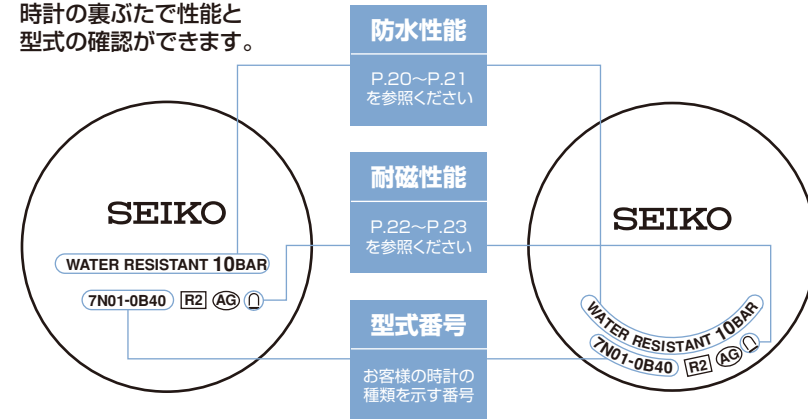 時計の裏ぶたで性能と
型式の確認ができます。
防水性能
P.20~P.21
を参照ください
耐磁性能
P.22~P.23
を参照ください
型式番号
お客様の時計の
種類を示す番号
SEIKO
WATER RESISTANT 10BAR
7N01-0B40 R2 AG
SEIKO
WATER RESISTANT 10BAR
7N01-0B40 R2 AG